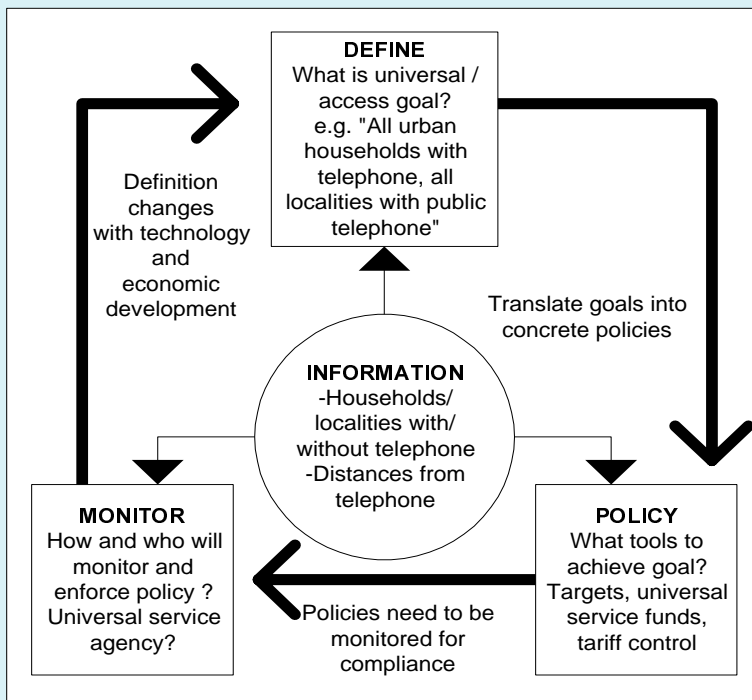 DEFINE
What is universal /
access goal?
e.g. "All urban
households with
telephone, all
localities with public
telephone"
Definition
changes
with technology
and
economic
development
Translate goals into
concrete policies
INFORMATION
-Households/
localities with/
without telephone
-Distances from
telephone
MONITOR
How and who will
monitor and
enforce policy ?
Universal service
agency?
POLICY
What tools to
achieve goal?
Targets, universal
service funds,
tariff control
Policies need to be
monitored for
compliance